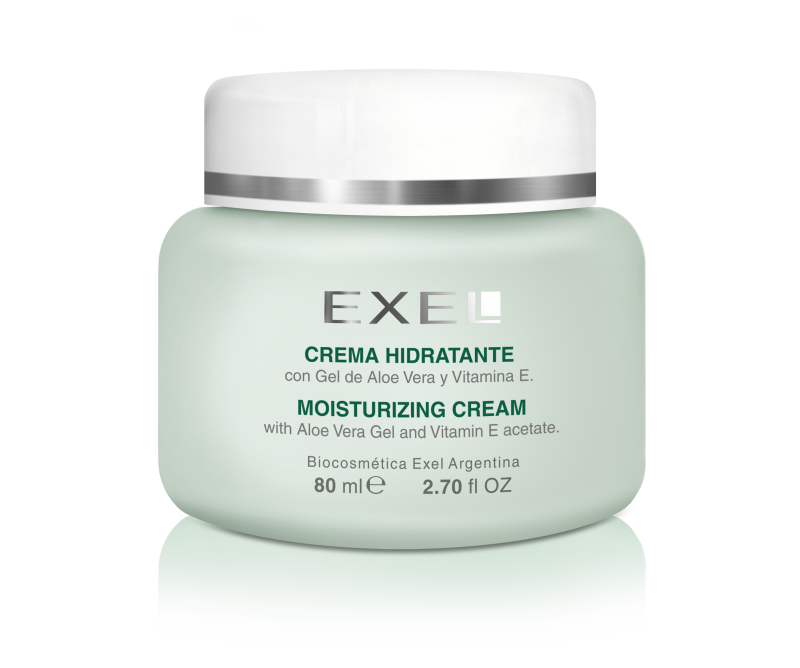 EXEL
CREMA HIDRATANTE
con Gel de Aloe Vera y Vitamina E.
MOISTURIZING CREAM
with Aloe Vera Gel and Vitamin E acetate.
Biocosmética Exel Argentina
80 ml℮ 2.70 fl OZ